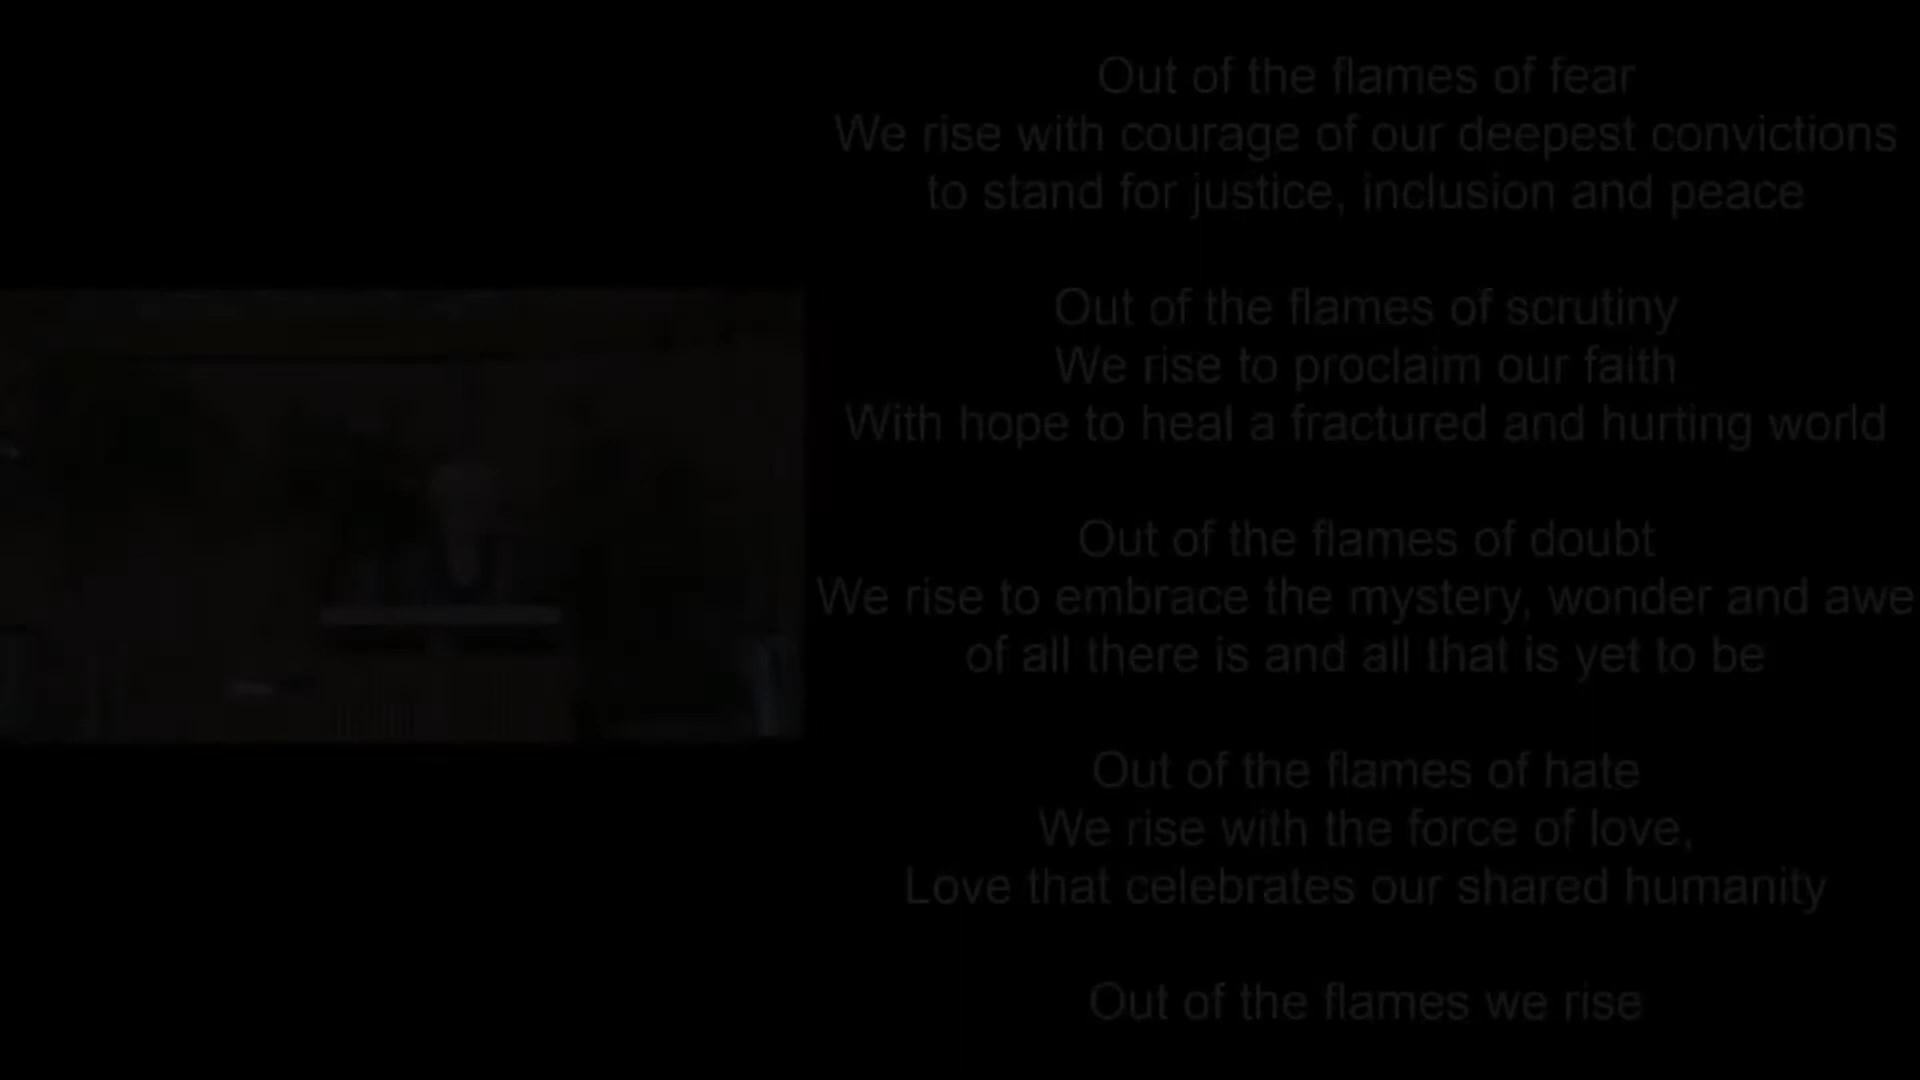 Out of the flames of fear
We rise with courage of our deepest convictions
to stand for justice, inclusion and peace
Out of the flames of scrutiny
We rise to proclaim our faith
With hope to heal a fractured and hurting world
Out of the flames of doubt
We rise to embrace the mystery, wonder and awe
of all there is and all that is yet to be
Out of the flames of hate
We rise with the force of love,
Love that celebrates our shared humanity
Out of the flames we rise